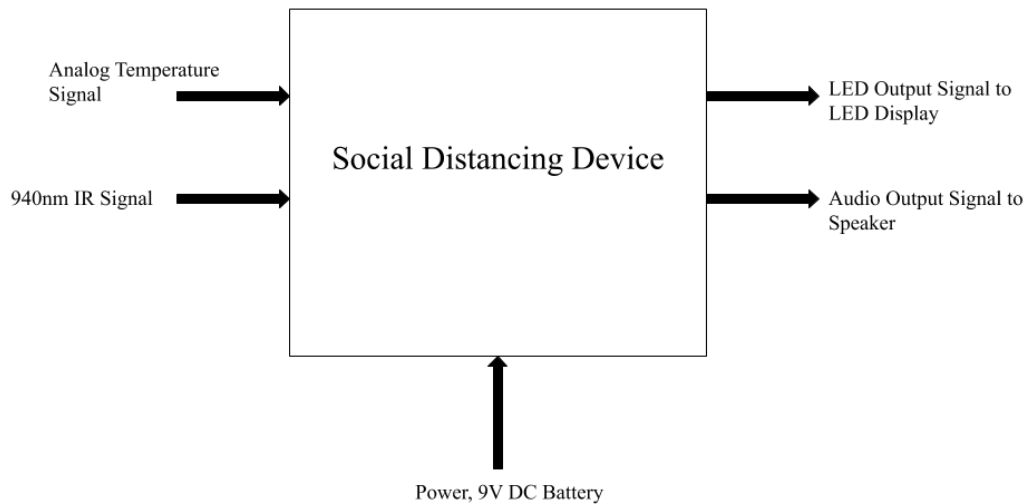 Analog Temperature
Signal
940nm IR Signal
Social Distancing Device
LED Output Signal to
LED Display
Audio Output Signal to
Speaker
Power, 9V DC Battery